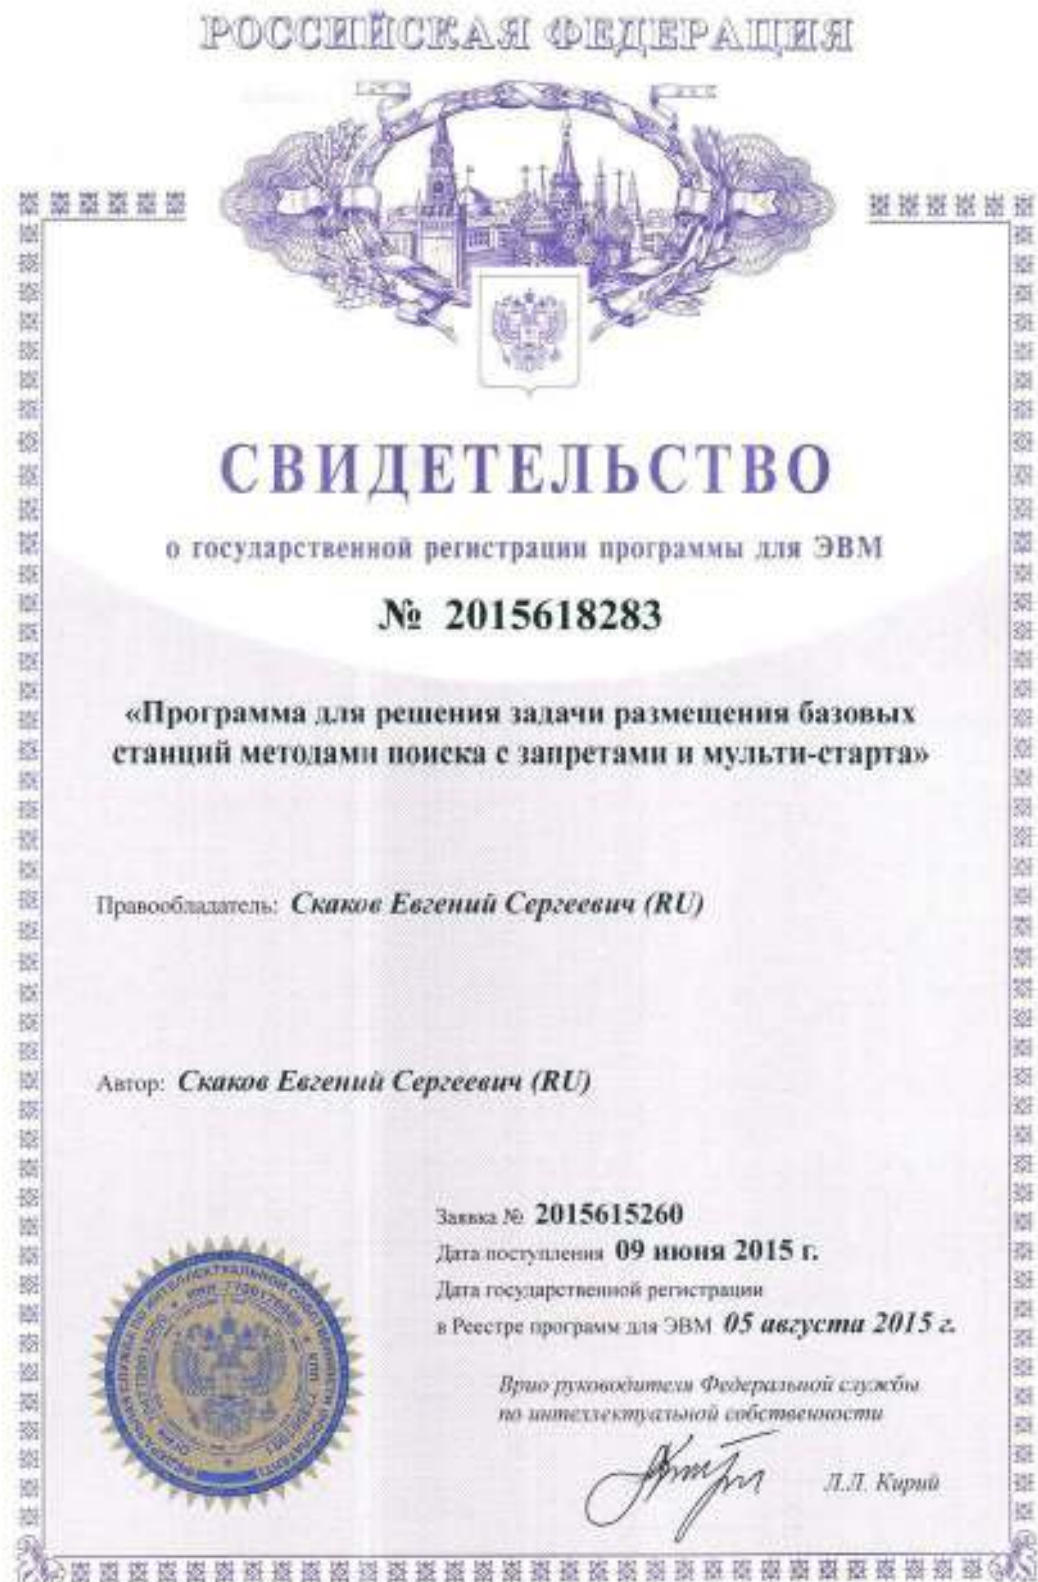 РОССИЙСКАЯ ФЕДЕРАЦИЯ
СВИДЕТЕЛЬСТВО
о государственной регистрации программы для ЭВМ
№ 2015618283
«Программа для решения задачи размещения базовых
станций методами поиска с запретами и мульти-старта»
Правообладатель: Скаков Евгений Сергеевич (RU)
Автор: Скаков Евгений Сергеевич (RU)
Заявка № 2015615260
Дата поступления 09 июня 2015 г.
Дата государственной регистрации
в Реестре программ для ЭВМ 05 августа 2015 г.
Врио руководителя Федеральной службы
по интеллектуальной собственности
Л.Л. Кирий